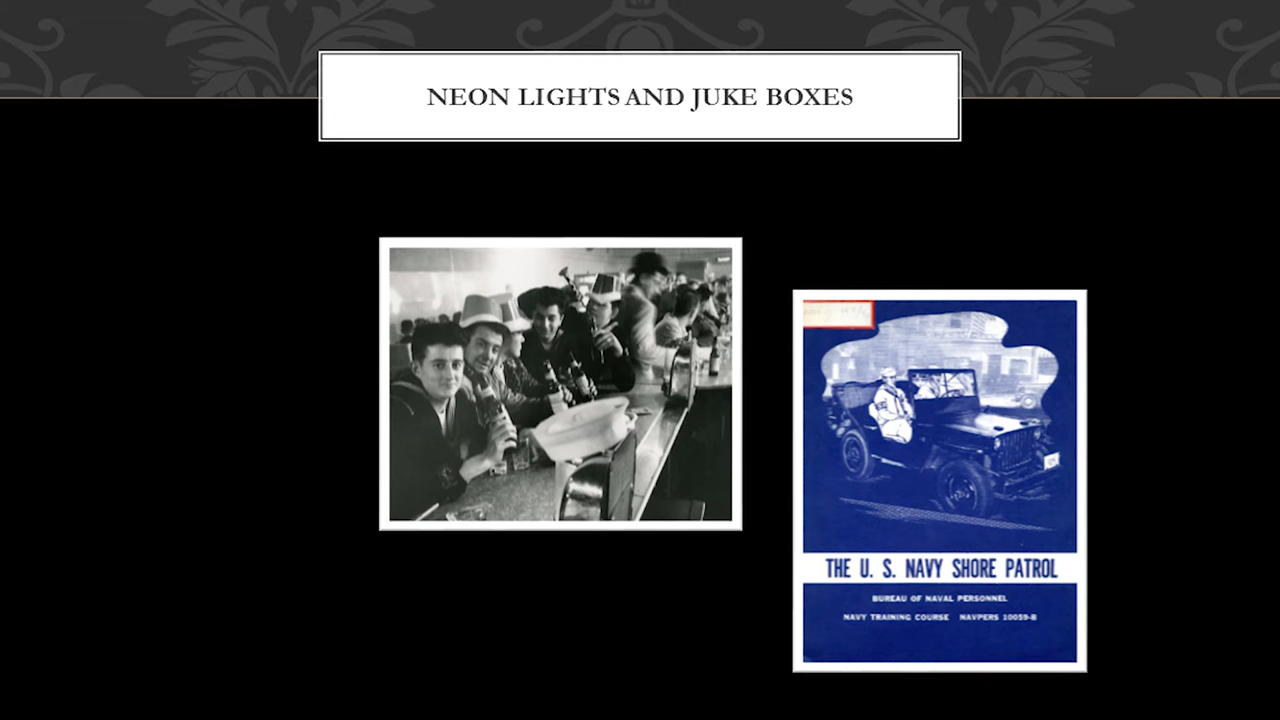 NEON LIGHTS AND JUKE BOXES
THE U. S. NAVY SHORE PATROL
BUREAU OF NAVAL PERSONNEL
NAVY TRAINING COURSE NAVPERS 10059-B